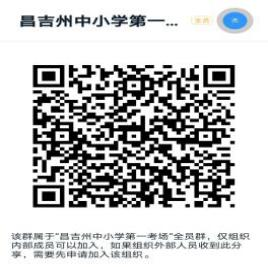 昌吉州中小学第一...
全员
该群属于“昌吉州中小学第一考场”全员群，仅组织
内部成员可以加入，如果组织外部人员收到此分
享，需要先申请加入该组织。